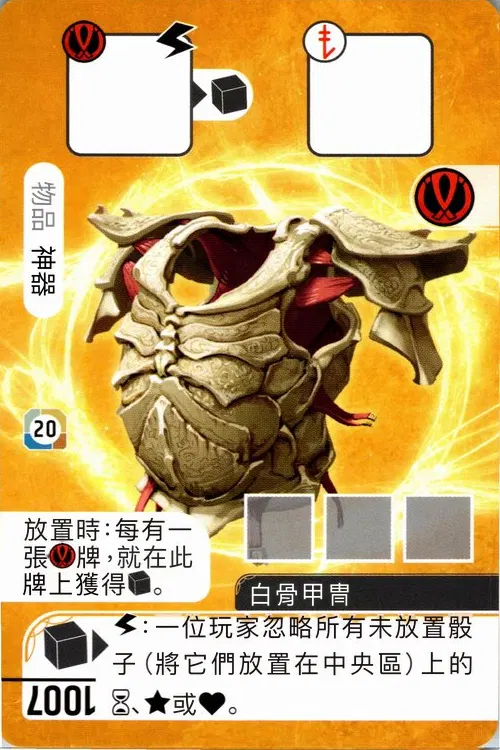 物品 神器
20
放置時:每有一
張牌,就在此
牌上獲得。
白骨甲冑
:一位玩家忽略所有未放置骰
子(將它們放置在中央區)上的
、★或♥。
1007